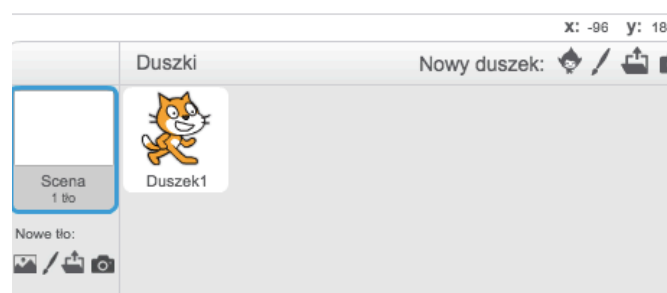 X: -96 y: 18
Duszki
Nowy duszek:
Scena
1 tło
Duszek1
Nowe tło: